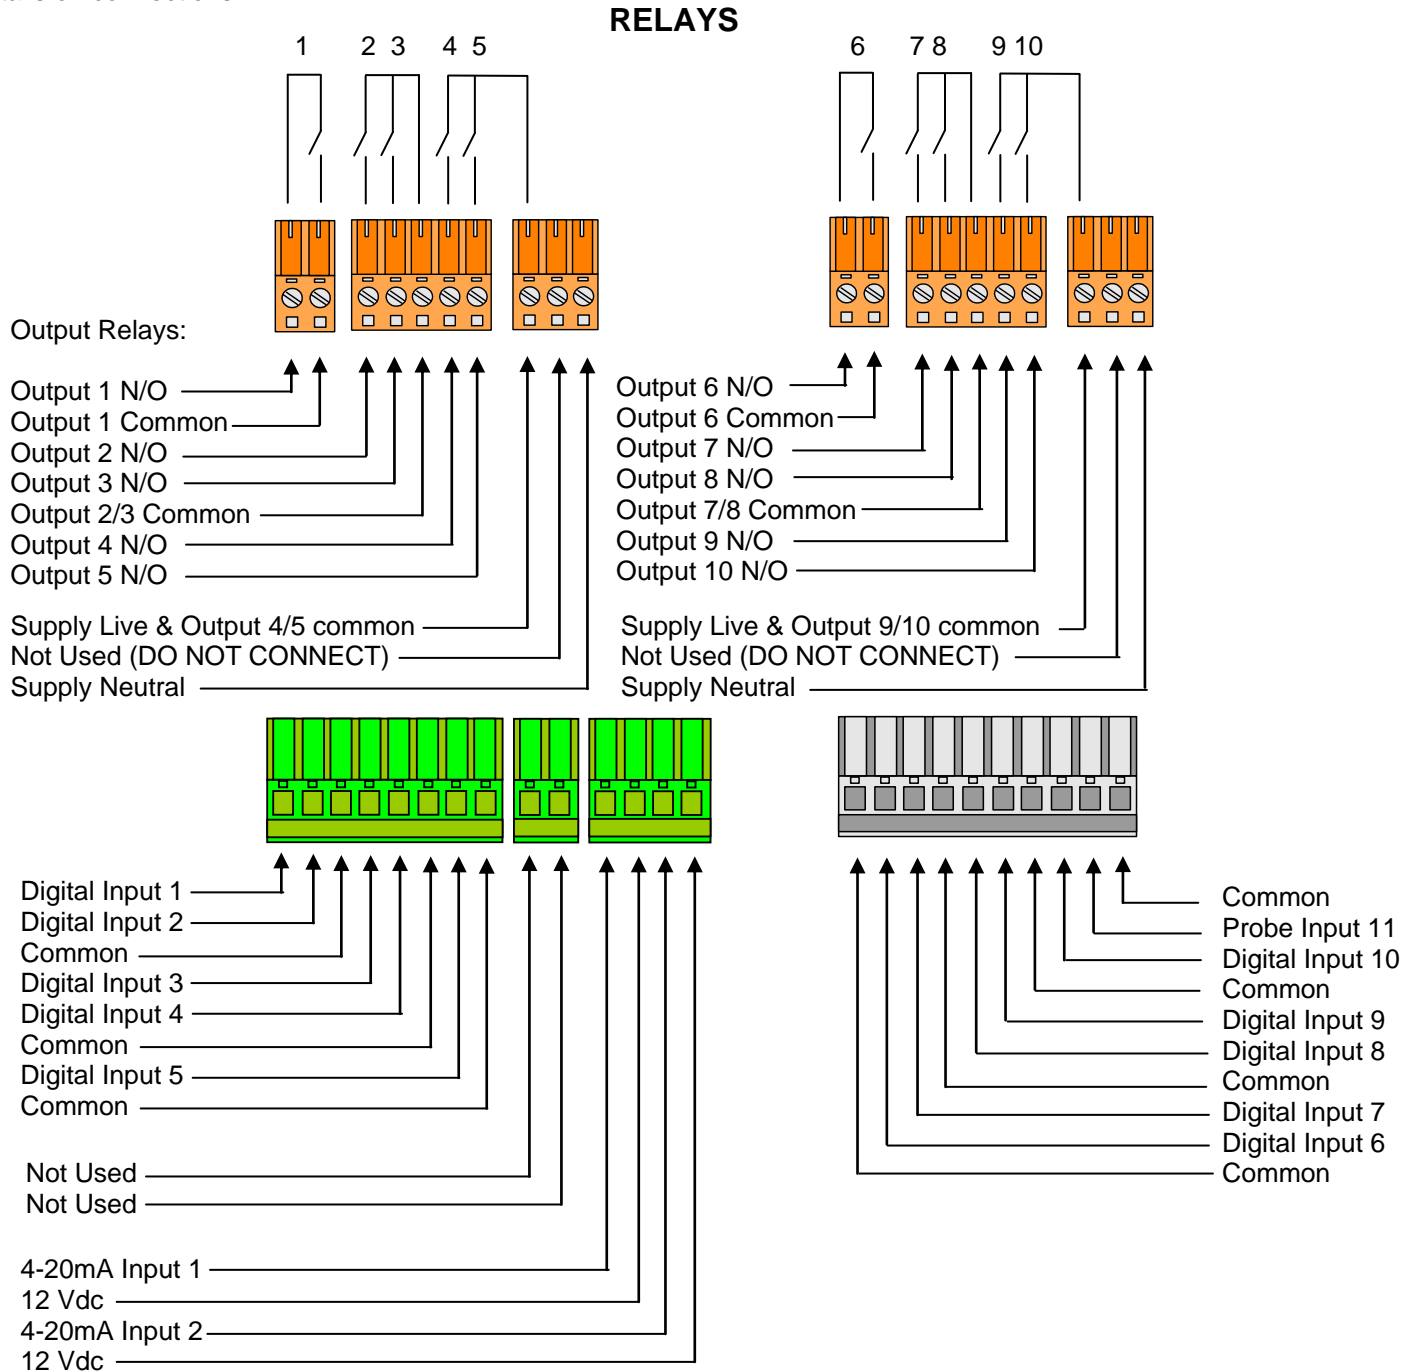 RELAYS
1 2 3 4 5
6 7 8 9 10
Output Relays:
Output 1 N/O
Output 1 Common
Output 2 N/O
Output 3 N/O
Output 2/3 Common
Output 4 N/O
Output 5 N/O
Supply Live & Output 4/5 common
Not Used (DO NOT CONNECT)
Supply Neutral
Output 6 N/O
Output 6 Common
Output 7 N/O
Output 8 N/O
Output 7/8 Common
Output 9 N/O
Output 10 N/O
Supply Live & Output 9/10 common
Not Used (DO NOT CONNECT)
Supply Neutral
Digital Input 1
Digital Input 2
Common
Digital Input 3
Digital Input 4
Common
Digital Input 5
Common
Not Used
Not Used
4-20mA Input 1
12 Vdc
4-20mA Input 2
12 Vdc
Common
Probe Input 11
Digital Input 10
Common
Digital Input 9
Digital Input 8
Common
Digital Input 7
Digital Input 6
Common